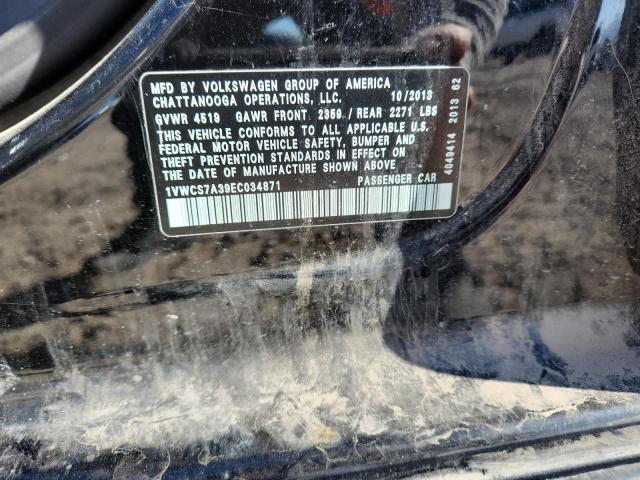 MFD BY VOLKSWAGEN GROUP OF AMERICA
CHATTANOOGA OPERATIONS, LLC. 10/2013
GVWR 4519 GAWR FRONT 2359 / REAR 2271 LBS
THIS VEHICLE CONFORMS TO ALL APPLICABLE U.S.
FEDERAL MOTOR VEHICLE SAFETY, BUMPER AND
THEFT PREVENTION STANDARDS IN EFFECT ON
THE DATE OF MANUFACTURE SHOWN ABOVE
1VWCS7A39EC034871 PASSENGER CAR
4049414 2013 62